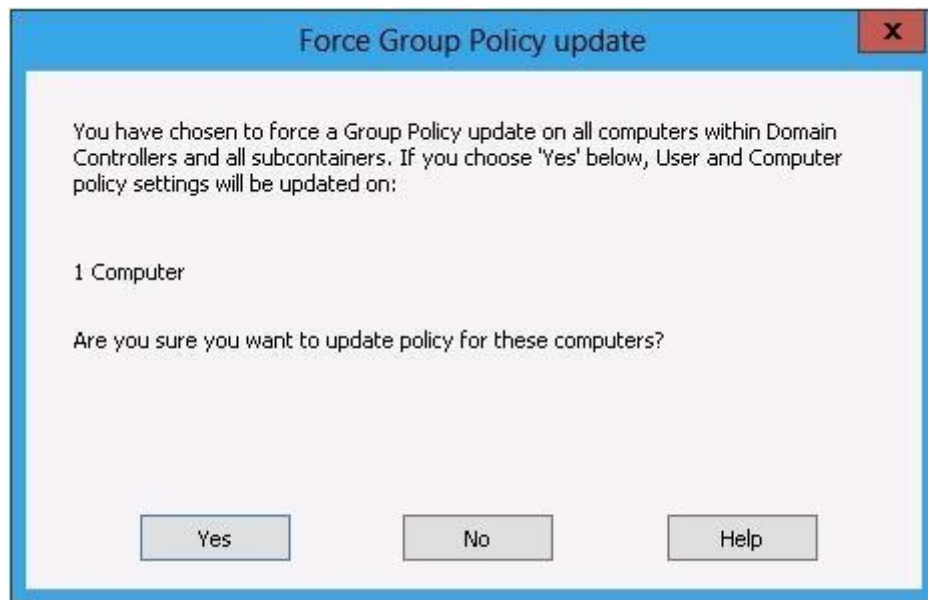 Force Group Policy update
x
You have chosen to force a Group Policy update on all computers within Domain
Controllers and all subcontainers. If you choose 'Yes' below, User and Computer
policy settings will be updated on:
1 Computer
Are you sure you want to update policy for these computers?
Yes
No
Help